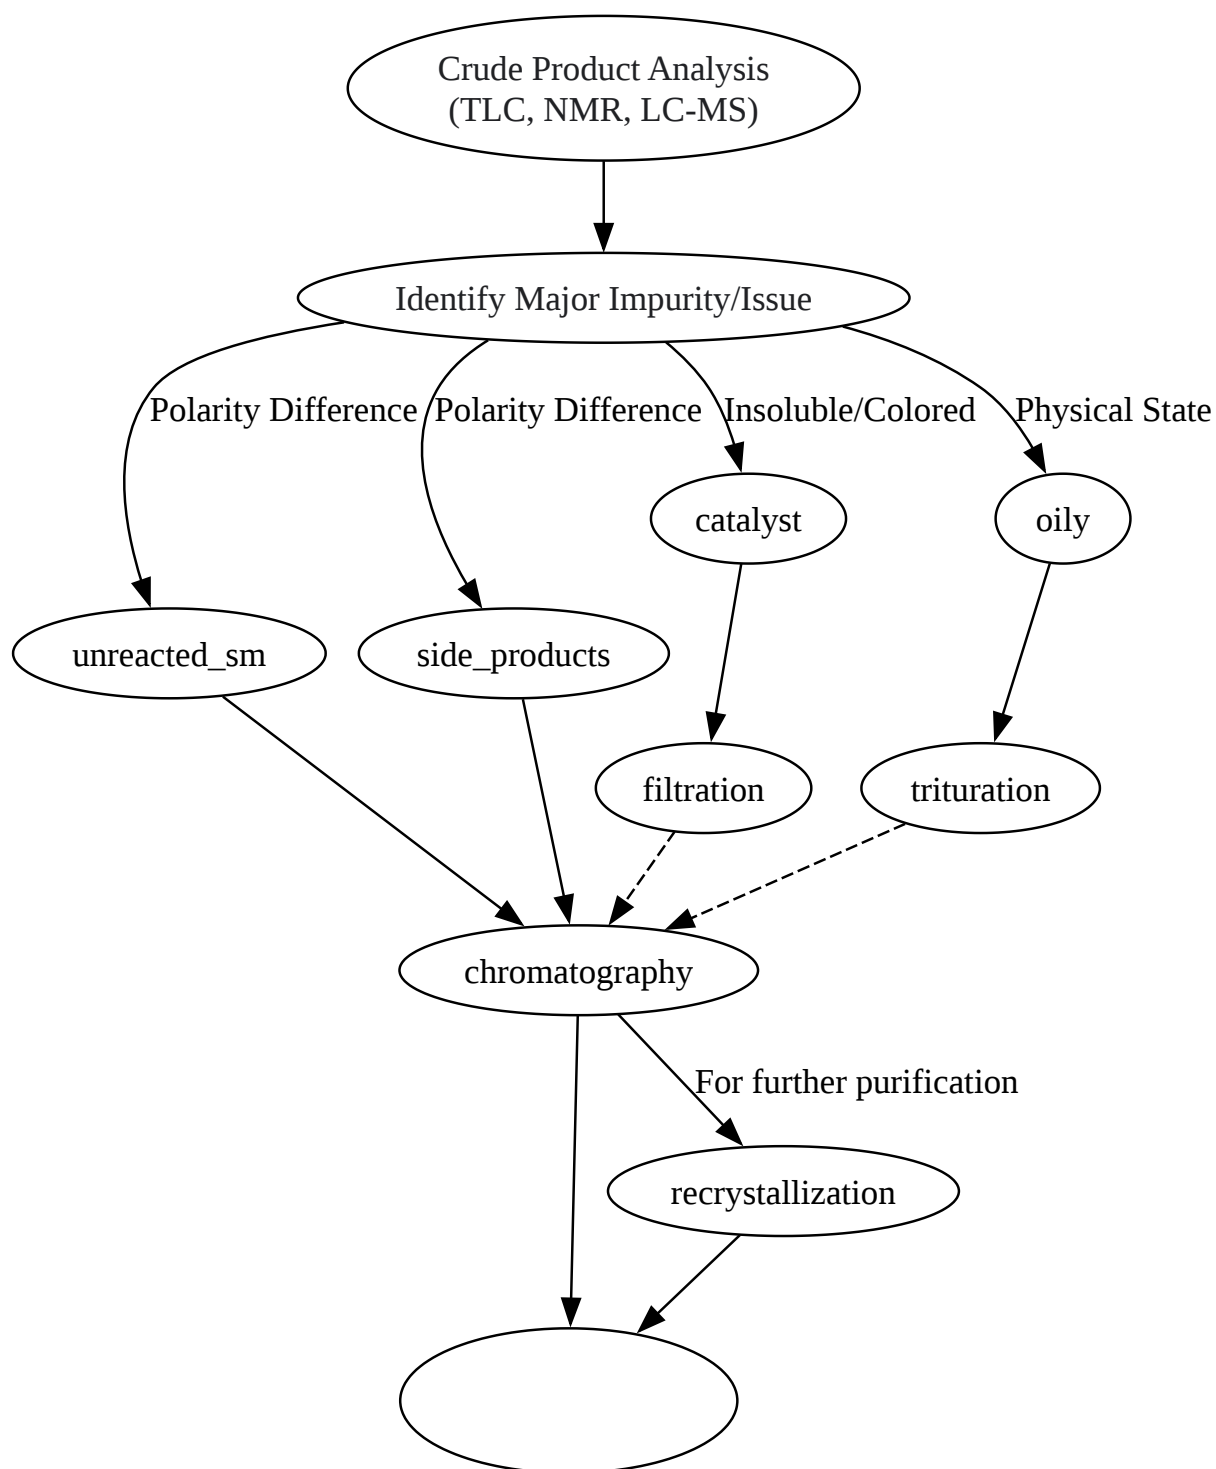 Crude Product Analysis
(TLC, NMR, LC-MS)
Identify Major Impurity/Issue
Polarity Difference
Polarity Difference
Insoluble/Colored
Physical State
catalyst
oily
unreacted_sm
side_products
filtration
trituration
chromatography
For further purification
recrystallization